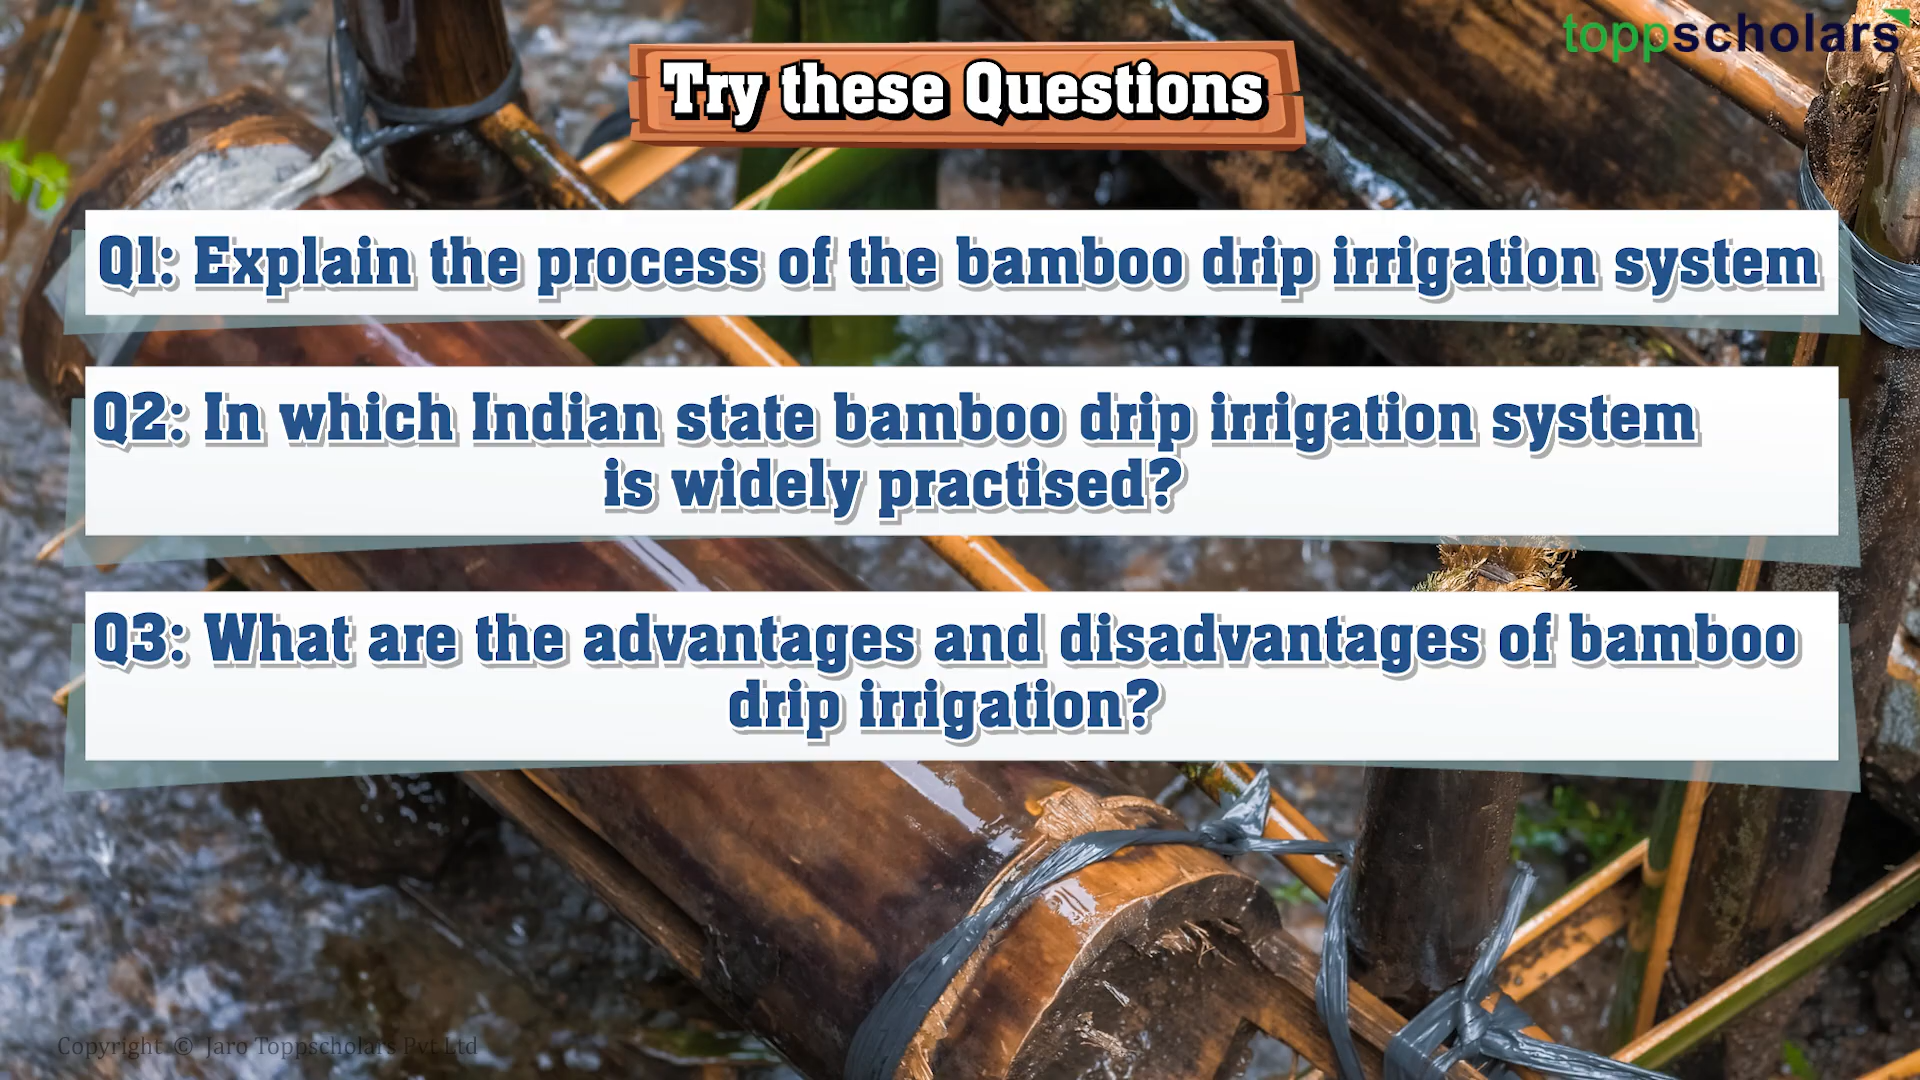 toppscholars
Try these Questions
Q1: Explain the process of the bamboo drip irrigation system
Q2: In which Indian state bamboo drip irrigation system
is widely practised?
Q3: What are the advantages and disadvantages of bamboo
drip irrigation?
Copyright © Jaro Toppscholars Pvt Ltd